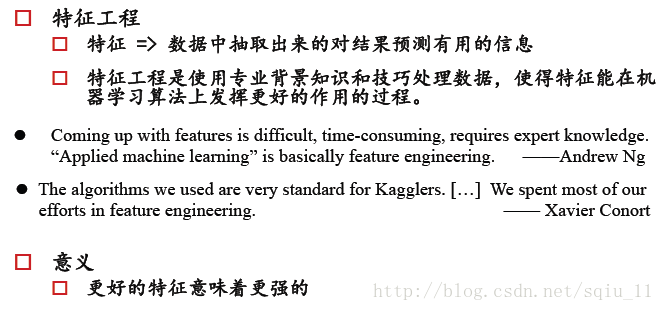 特征工程
特征 => 数据中抽取出来的对结果预测有用的信息
特征工程是使用专业背景知识和技巧处理数据，使得特征能在机
器学习算法上发挥更好的作用的过程。
Coming up with features is difficult, time-consuming, requires expert knowledge.
“Applied machine learning” is basically feature engineering. ——Andrew Ng
The algorithms we used are very standard for Kagglers. […] We spent most of our
efforts in feature engineering. —— Xavier Conort
意义
更好的特征意味着更强的
http://blog.csdn.net/sqiu_11